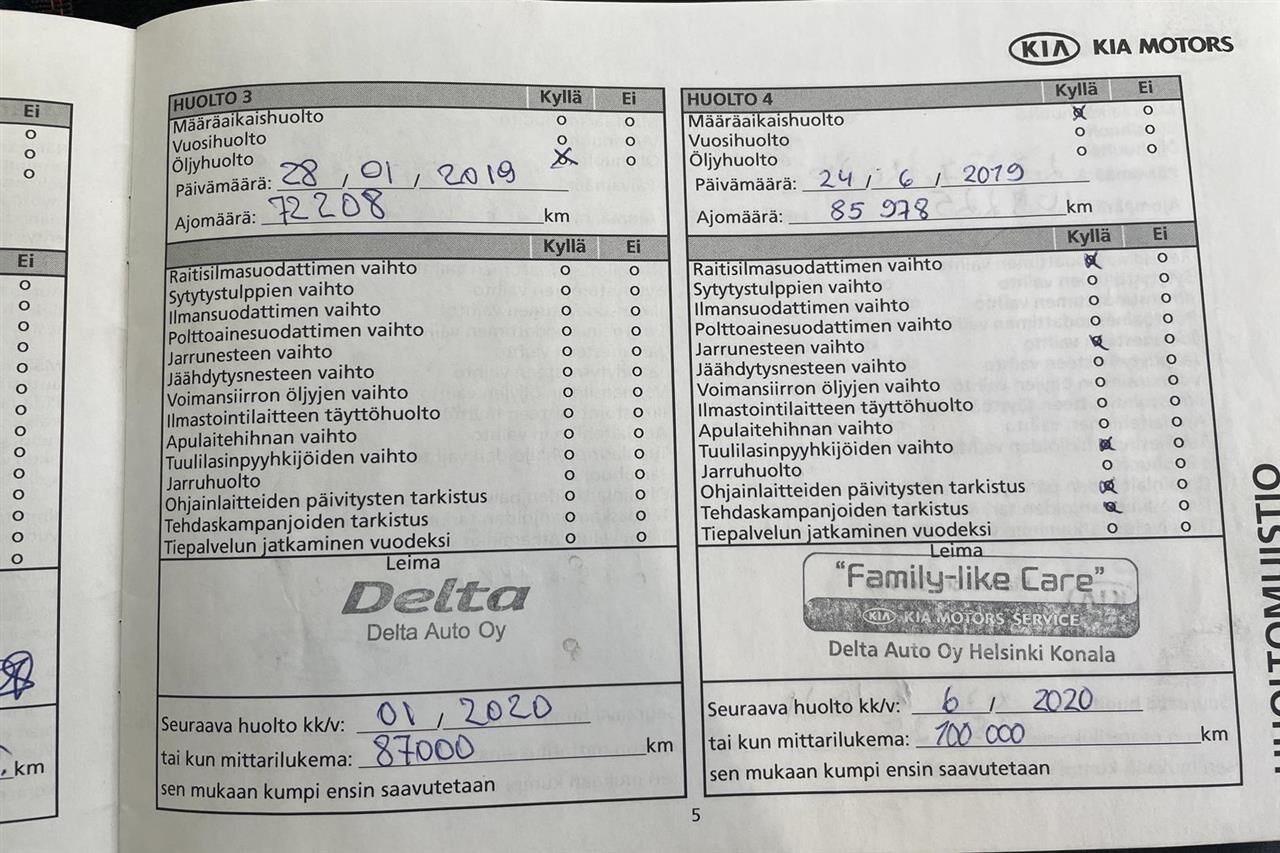 KIA KIA MOTORS
Ei
o
o
o
Ei
o
o
o
o
o
o
o
o
o
o
o
o
o
o
km
HUOLTO 3 Kyllä Ei
Määräaikaishuolto o o
Vuosihuolto o o
Öljyhuolto x o
Päivämäärä: 28 / 01 / 2019
Ajomäärä: 72208 km
Kyllä Ei
Raitisilmasuodattimen vaihto o o
Sytytystulppien vaihto o o
Ilmansuodattimen vaihto o o
Polttoainesuodattimen vaihto o o
Jarrunesteen vaihto o o
Jäähdytysnesteen vaihto o o
Voimansiirron öljyjen vaihto o o
Ilmastointilaitteen täyttöhuolto o o
Apulaitehihnan vaihto o o
Tuulilasinpyyhkijöiden vaihto o o
Jarruhuolto o o
Ohjainlaitteiden päivitysten tarkistus o o
Tehdaskampanjoiden tarkistus o o
Tiepalvelun jatkaminen vuodeksi o o
Leima
Delta
Delta Auto Oy
Seuraava huolto kk/v: 01 / 2020
tai kun mittarilukema: 87000 km
sen mukaan kumpi ensin saavutetaan
HUOLTO 4 Kyllä Ei
Määräaikaishuolto x o
Vuosihuolto o o
Öljyhuolto o o
Päivämäärä: 24 / 6 / 2019
Ajomäärä: 85 978 km
Kyllä Ei
Raitisilmasuodattimen vaihto x o
Sytytystulppien vaihto o o
Ilmansuodattimen vaihto o o
Polttoainesuodattimen vaihto o o
Jarrunesteen vaihto x o
Jäähdytysnesteen vaihto o o
Voimansiirron öljyjen vaihto o o
Ilmastointilaitteen täyttöhuolto o o
Apulaitehihnan vaihto o o
Tuulilasinpyyhkijöiden vaihto x o
Jarruhuolto o o
Ohjainlaitteiden päivitysten tarkistus x o
Tehdaskampanjoiden tarkistus x o
Tiepalvelun jatkaminen vuodeksi o o
Leima
"Family-like Care"
KIA KIA MOTORS SERVICE
Delta Auto Oy Helsinki Konala
Seuraava huolto kk/v: 6 / 2020
tai kun mittarilukema: 100 000 km
sen mukaan kumpi ensin saavutetaan
5
HUOLTOMUISTIO